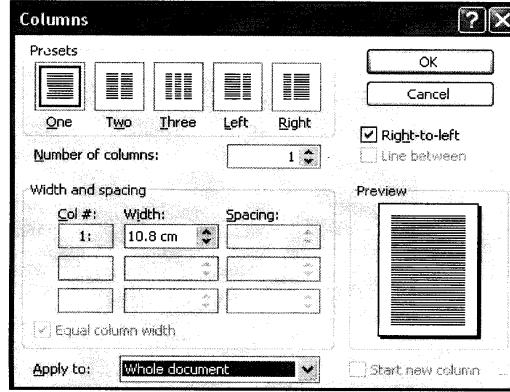 Columns
Presets
One Two Three Left Right
OK
Cancel
Number of columns: 1
Right-to-left
Line between
Width and spacing
Col #: Width: Spacing:
1: 10.8 cm
Equal column width
Preview
Apply to: Whole document
Start new column